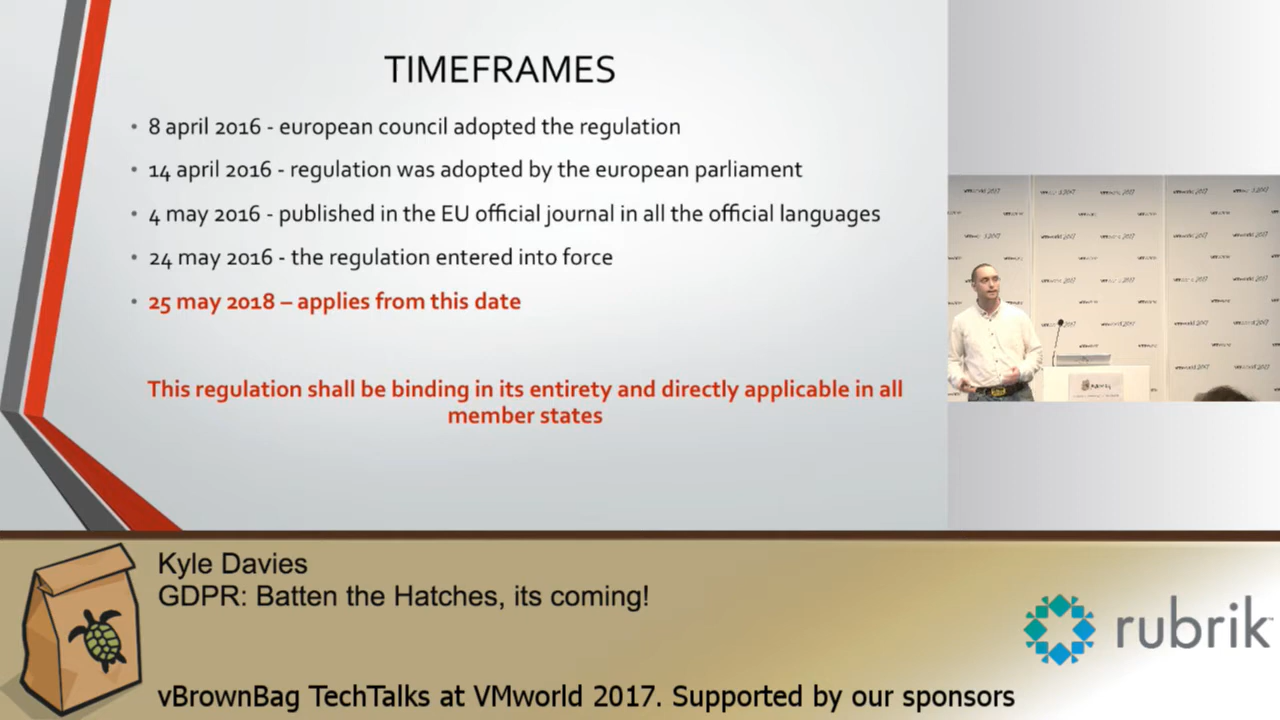 TIMEFRAMES
• 8 april 2016 - european council adopted the regulation
• 14 april 2016 - regulation was adopted by the european parliament
• 4 may 2016 - published in the EU official journal in all the official languages
• 24 may 2016 - the regulation entered into force
• 25 may 2018 – applies from this date
This regulation shall be binding in its entirety and directly applicable in all
member states
Kyle Davies
GDPR: Batten the Hatches, its coming!
rubrik
vBrownBag TechTalks at VMworld 2017. Supported by our sponsors